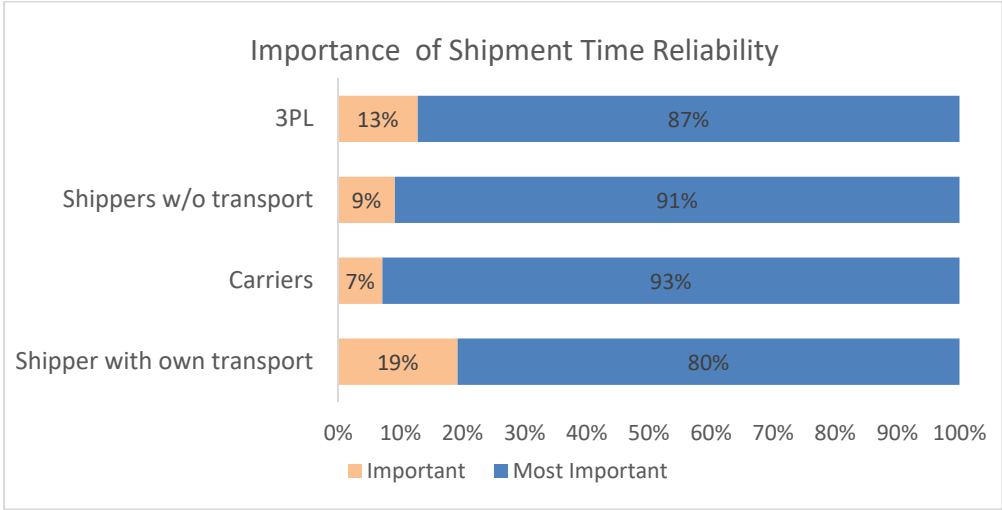 Importance of Shipment Time Reliability
3PL 13% 87%
Shippers w/o transport 9% 91%
Carriers 7% 93%
Shipper with own transport 19% 80%
0% 10% 20% 30% 40% 50% 60% 70% 80% 90% 100%
Important Most Important